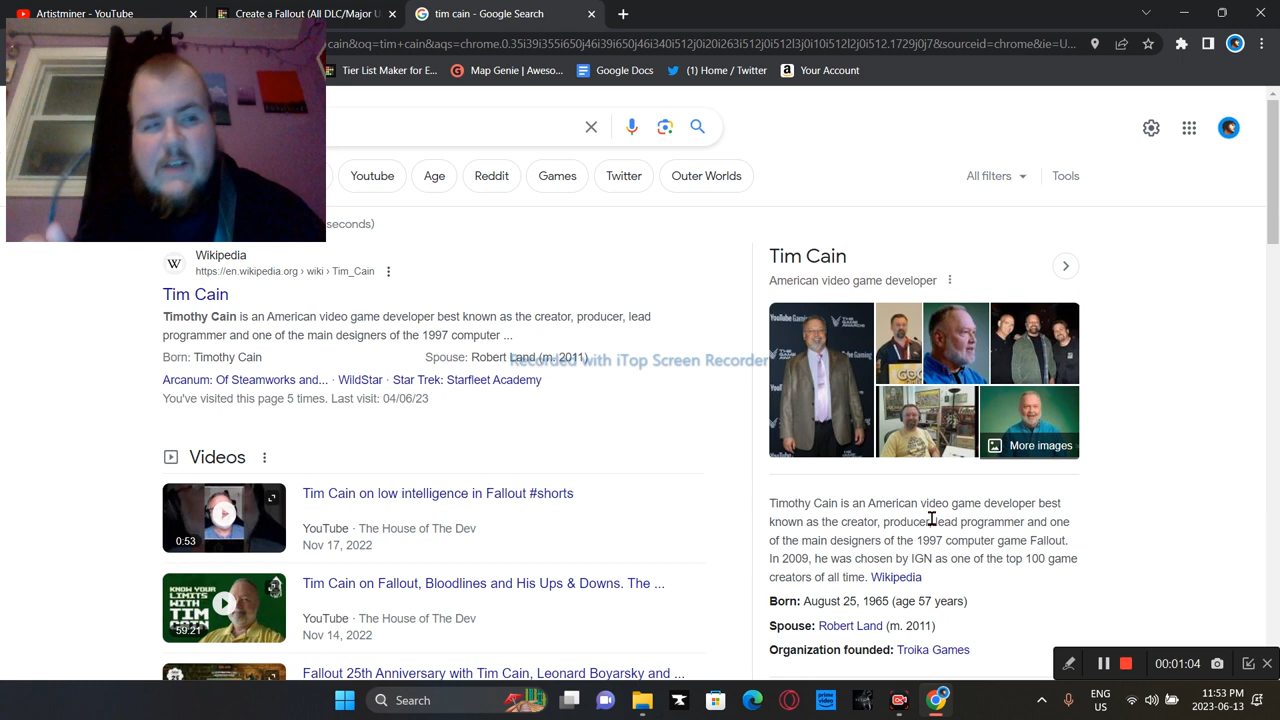 Artistminer - YouTube
All DLC/Major U
tim cain - Google Search
cain&oq=tim+cain&aqs=chrome.0.35i39i355i650j46i39i650j46i340i512j0i20i263i512j0i512l3j0i10i512l2j0i512.1729j0j7&sourceid=chrome&ie=U...
Tier List Maker for E...
Map Genie | Aweso...
Google Docs
(1) Home / Twitter
Your Account
Youtube
Age
Reddit
Games
Twitter
Outer Worlds
All filters
Tools
seconds)
Wikipedia
https://en.wikipedia.org › wiki › Tim_Cain
Tim Cain
Timothy Cain is an American video game developer best known as the creator, producer, lead
programmer and one of the main designers of the 1997 computer ...
Born: Timothy Cain
Spouse: Robert Land (m. 2011)
Recorded with iTop Screen Recorder
Arcanum: Of Steamworks and... · WildStar · Star Trek: Starfleet Academy
You've visited this page 5 times. Last visit: 04/06/23
Videos
Tim Cain on low intelligence in Fallout #shorts
YouTube · The House of The Dev
Nov 17, 2022
0:53
Tim Cain on Fallout, Bloodlines and His Ups & Downs. The ...
YouTube · The House of The Dev
Nov 14, 2022
KNOW YOUR
LIMITS
WITH
TIM
CAIN
59:21
Fallout 25th Anniversary with Tim Cain, Leonard Boyarsky and ...
Tim Cain
American video game developer
More images
Timothy Cain is an American video game developer best
known as the creator, producer, lead programmer and one
of the main designers of the 1997 computer game Fallout.
In 2009, he was chosen by IGN as one of the top 100 game
creators of all time. Wikipedia
Born: August 25, 1965 (age 57 years)
Spouse: Robert Land (m. 2011)
Organization founded: Troika Games
00:01:04
Search
ENG
US
11:53 PM
2023-06-13